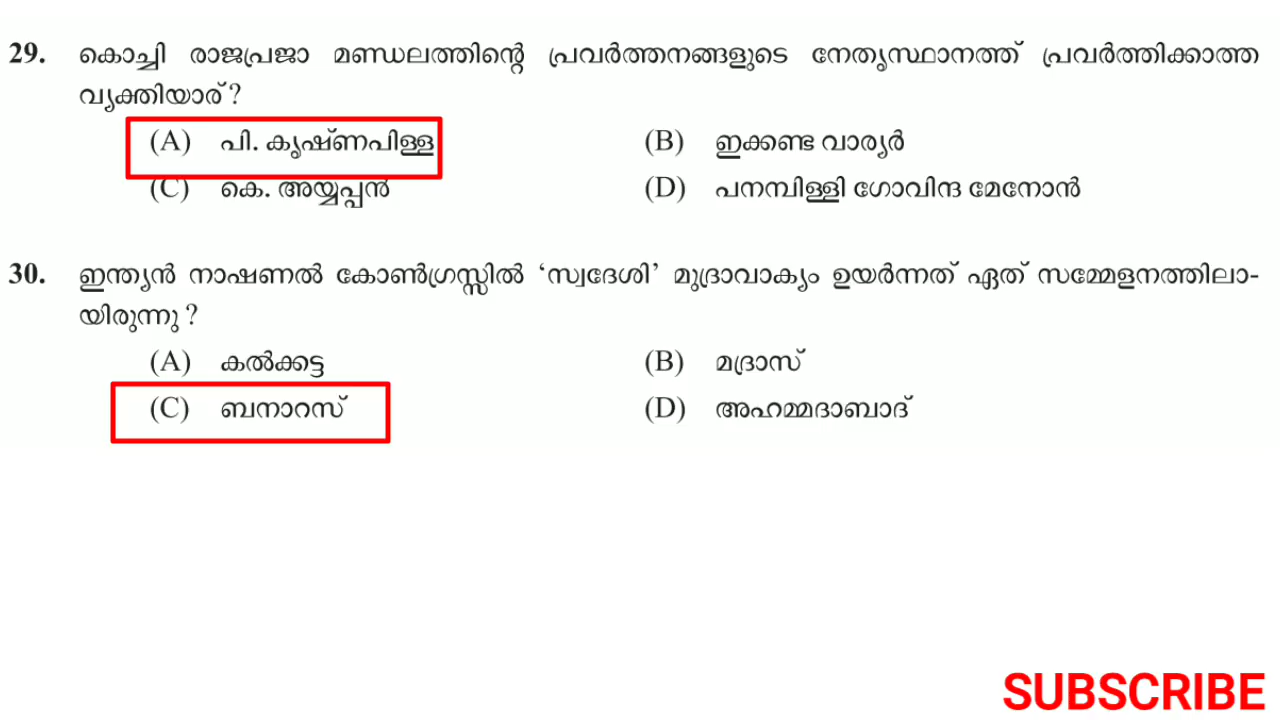 29. കൊച്ചി രാജപ്രജാ മണ്ഡലത്തിന്റെ പ്രവർത്തനങ്ങളുടെ നേതൃസ്ഥാനത്ത് പ്രവർത്തിക്കാത്ത
വ്യക്തിയാര് ?
(A) പി. കൃഷ്ണപിള്ള (B) ഇക്കണ്ട വാര്യർ
(C) കെ. അയ്യപ്പൻ (D) പനമ്പിള്ളി ഗോവിന്ദ മേനോൻ
30. ഇന്ത്യൻ നാഷണൽ കോൺഗ്രസ്സിൽ ‘സ്വദേശി’ മുദ്രാവാക്യം ഉയർന്നത് ഏത് സമ്മേളനത്തിലാ-
യിരുന്നു ?
(A) കൽക്കട്ട (B) മദ്രാസ്
(C) ബനാറസ് (D) അഹമ്മദാബാദ്
SUBSCRIBE